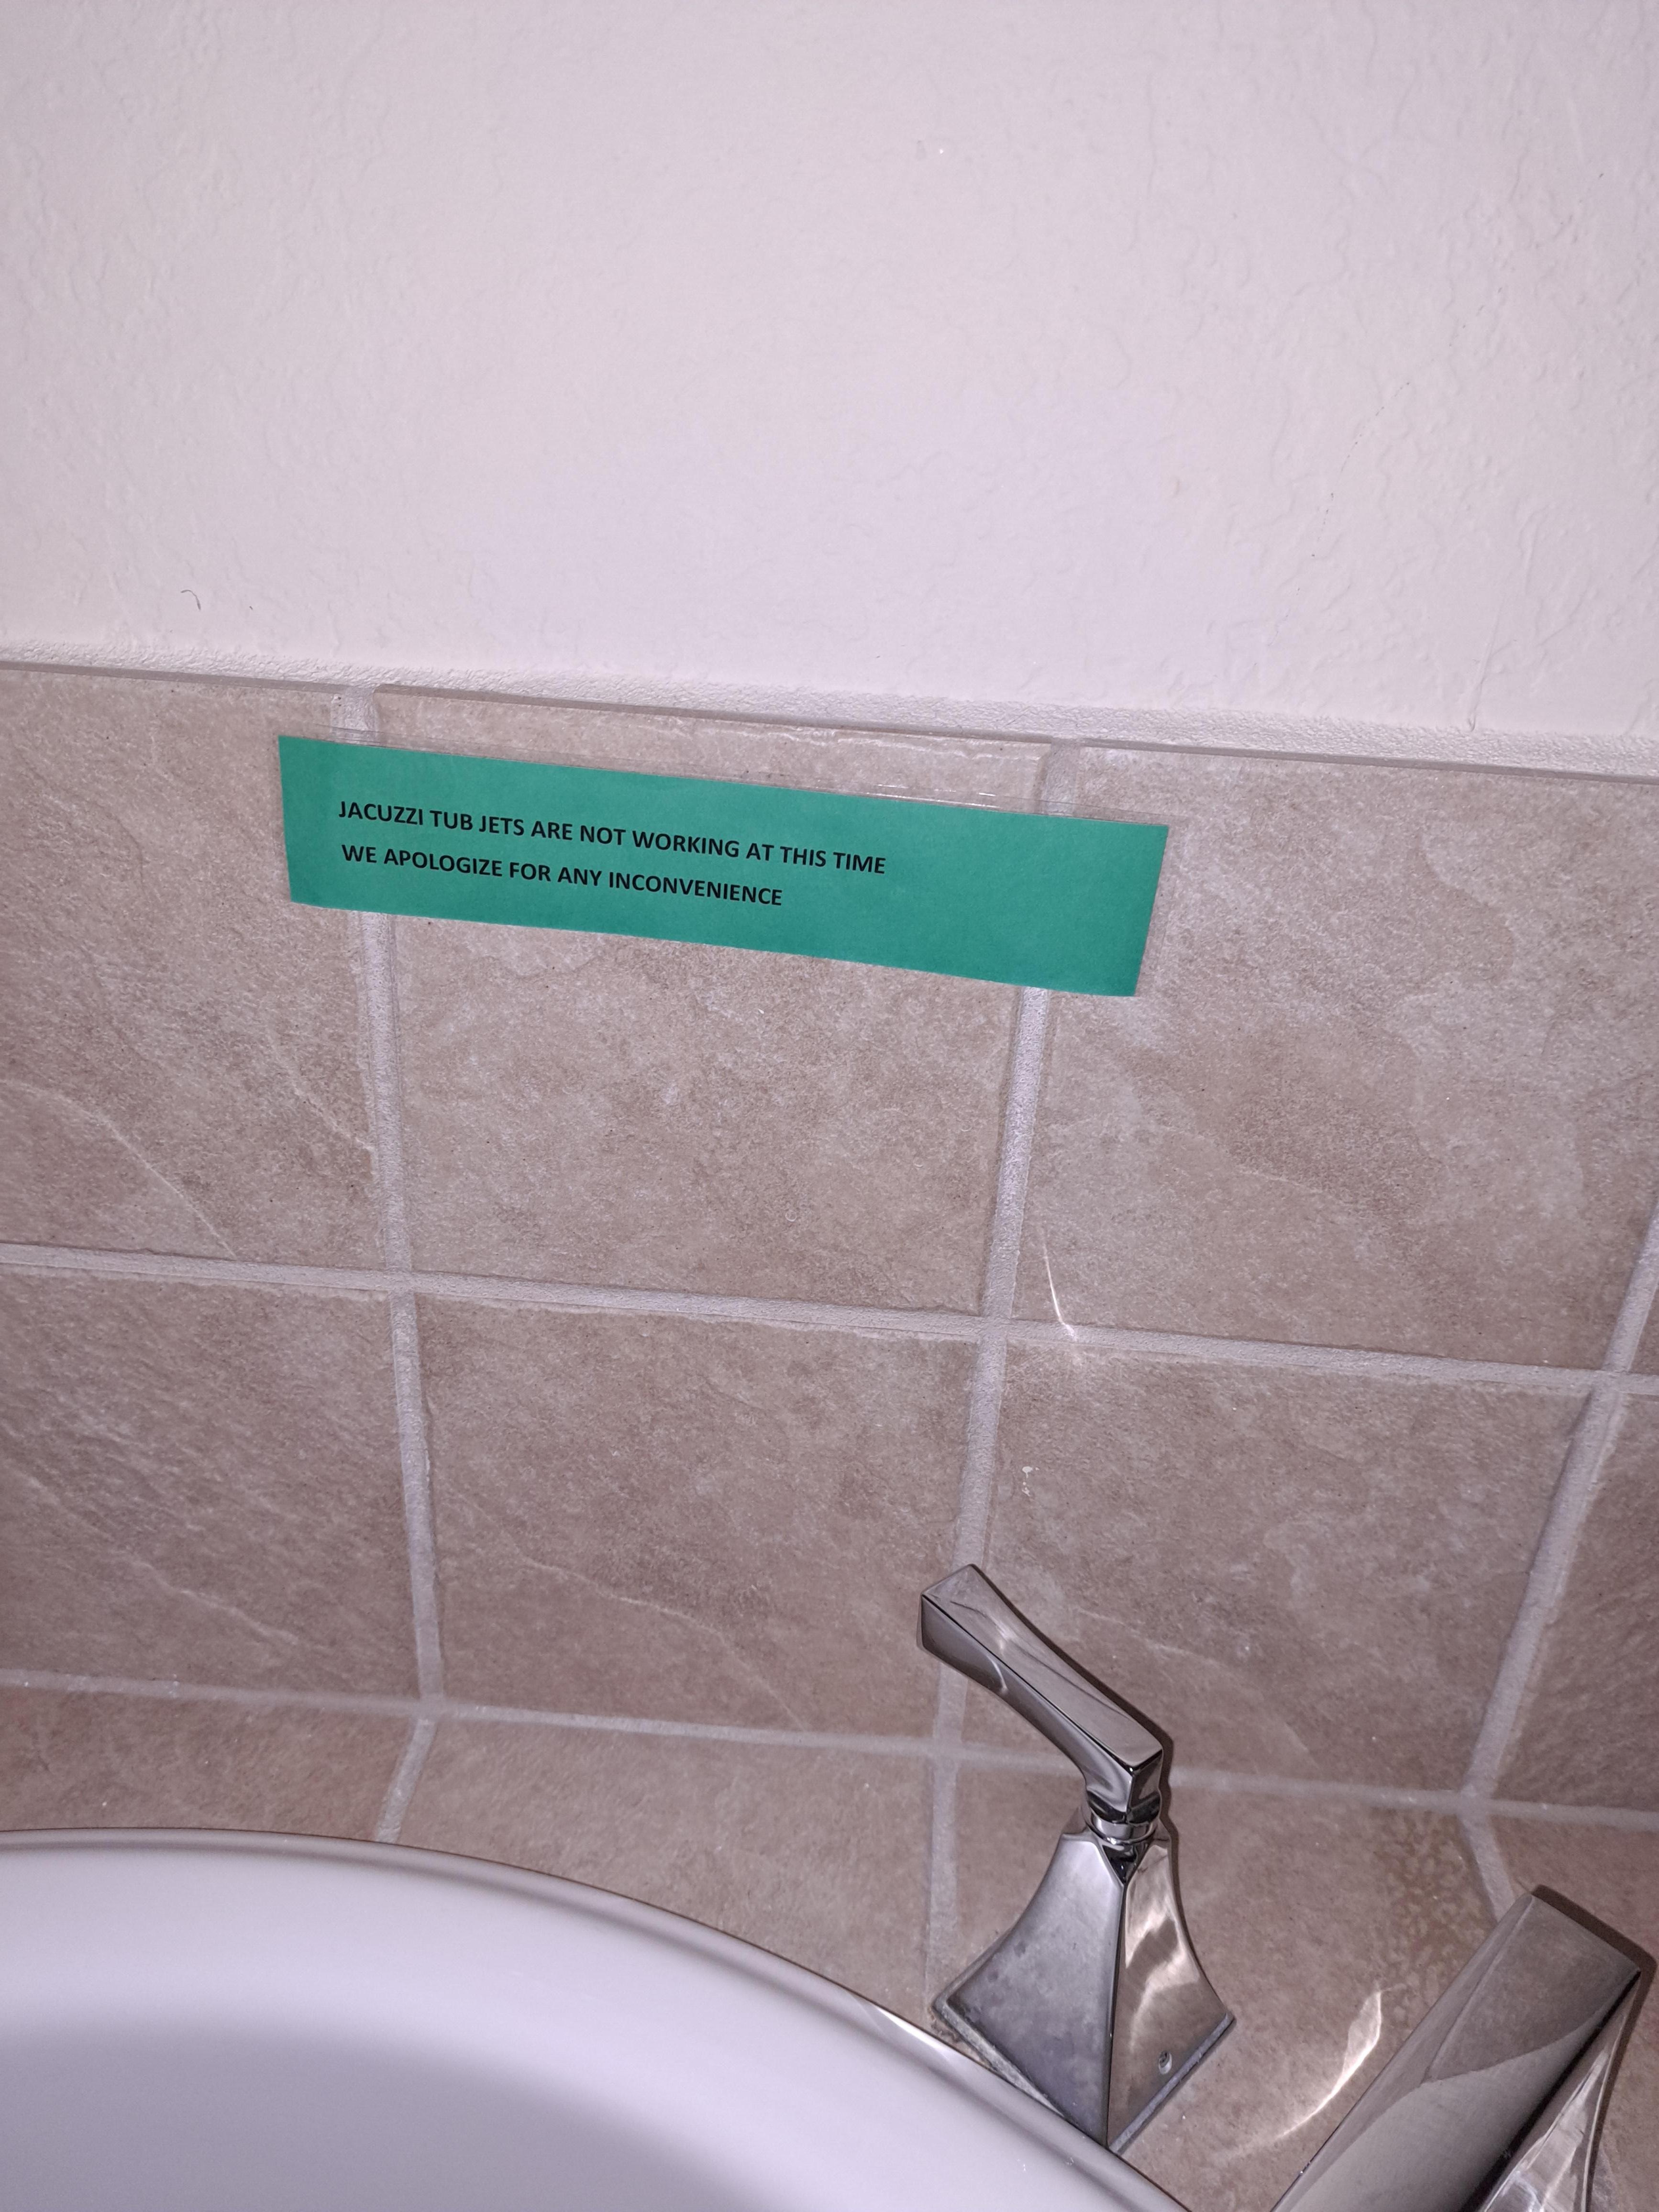 JACUZZI TUB JETS ARE NOT WORKING AT THIS TIME
WE APOLOGIZE FOR ANY INCONVENIENCE